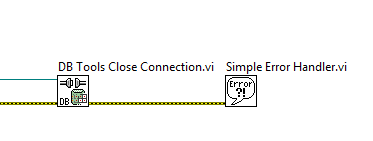 DB Tools Close Connection.vi Simple Error Handler.vi
DB Error
?!